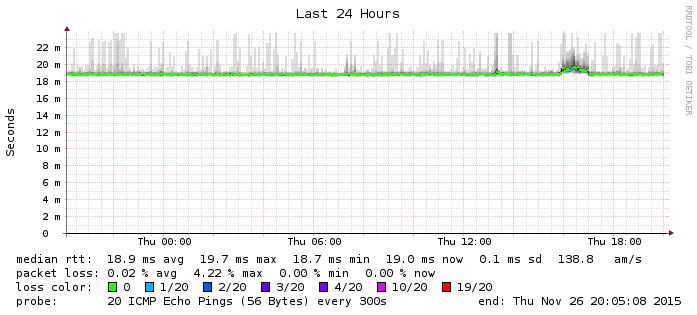 Last 24 Hours
RRDTOOL / TOBI OETIKER
Seconds
22 m
20 m
18 m
16 m
14 m
12 m
10 m
8 m
6 m
4 m
2 m
0
Thu 00:00 Thu 06:00 Thu 12:00 Thu 18:00
median rtt: 18.9 ms avg 19.7 ms max 18.7 ms min 19.0 ms now 0.1 ms sd 138.8 am/s
packet loss: 0.02 % avg 4.22 % max 0.00 % min 0.00 % now
loss color: 0 1/20 2/20 3/20 4/20 10/20 19/20
probe: 20 ICMP Echo Pings (56 Bytes) every 300s end: Thu Nov 26 20:05:08 2015